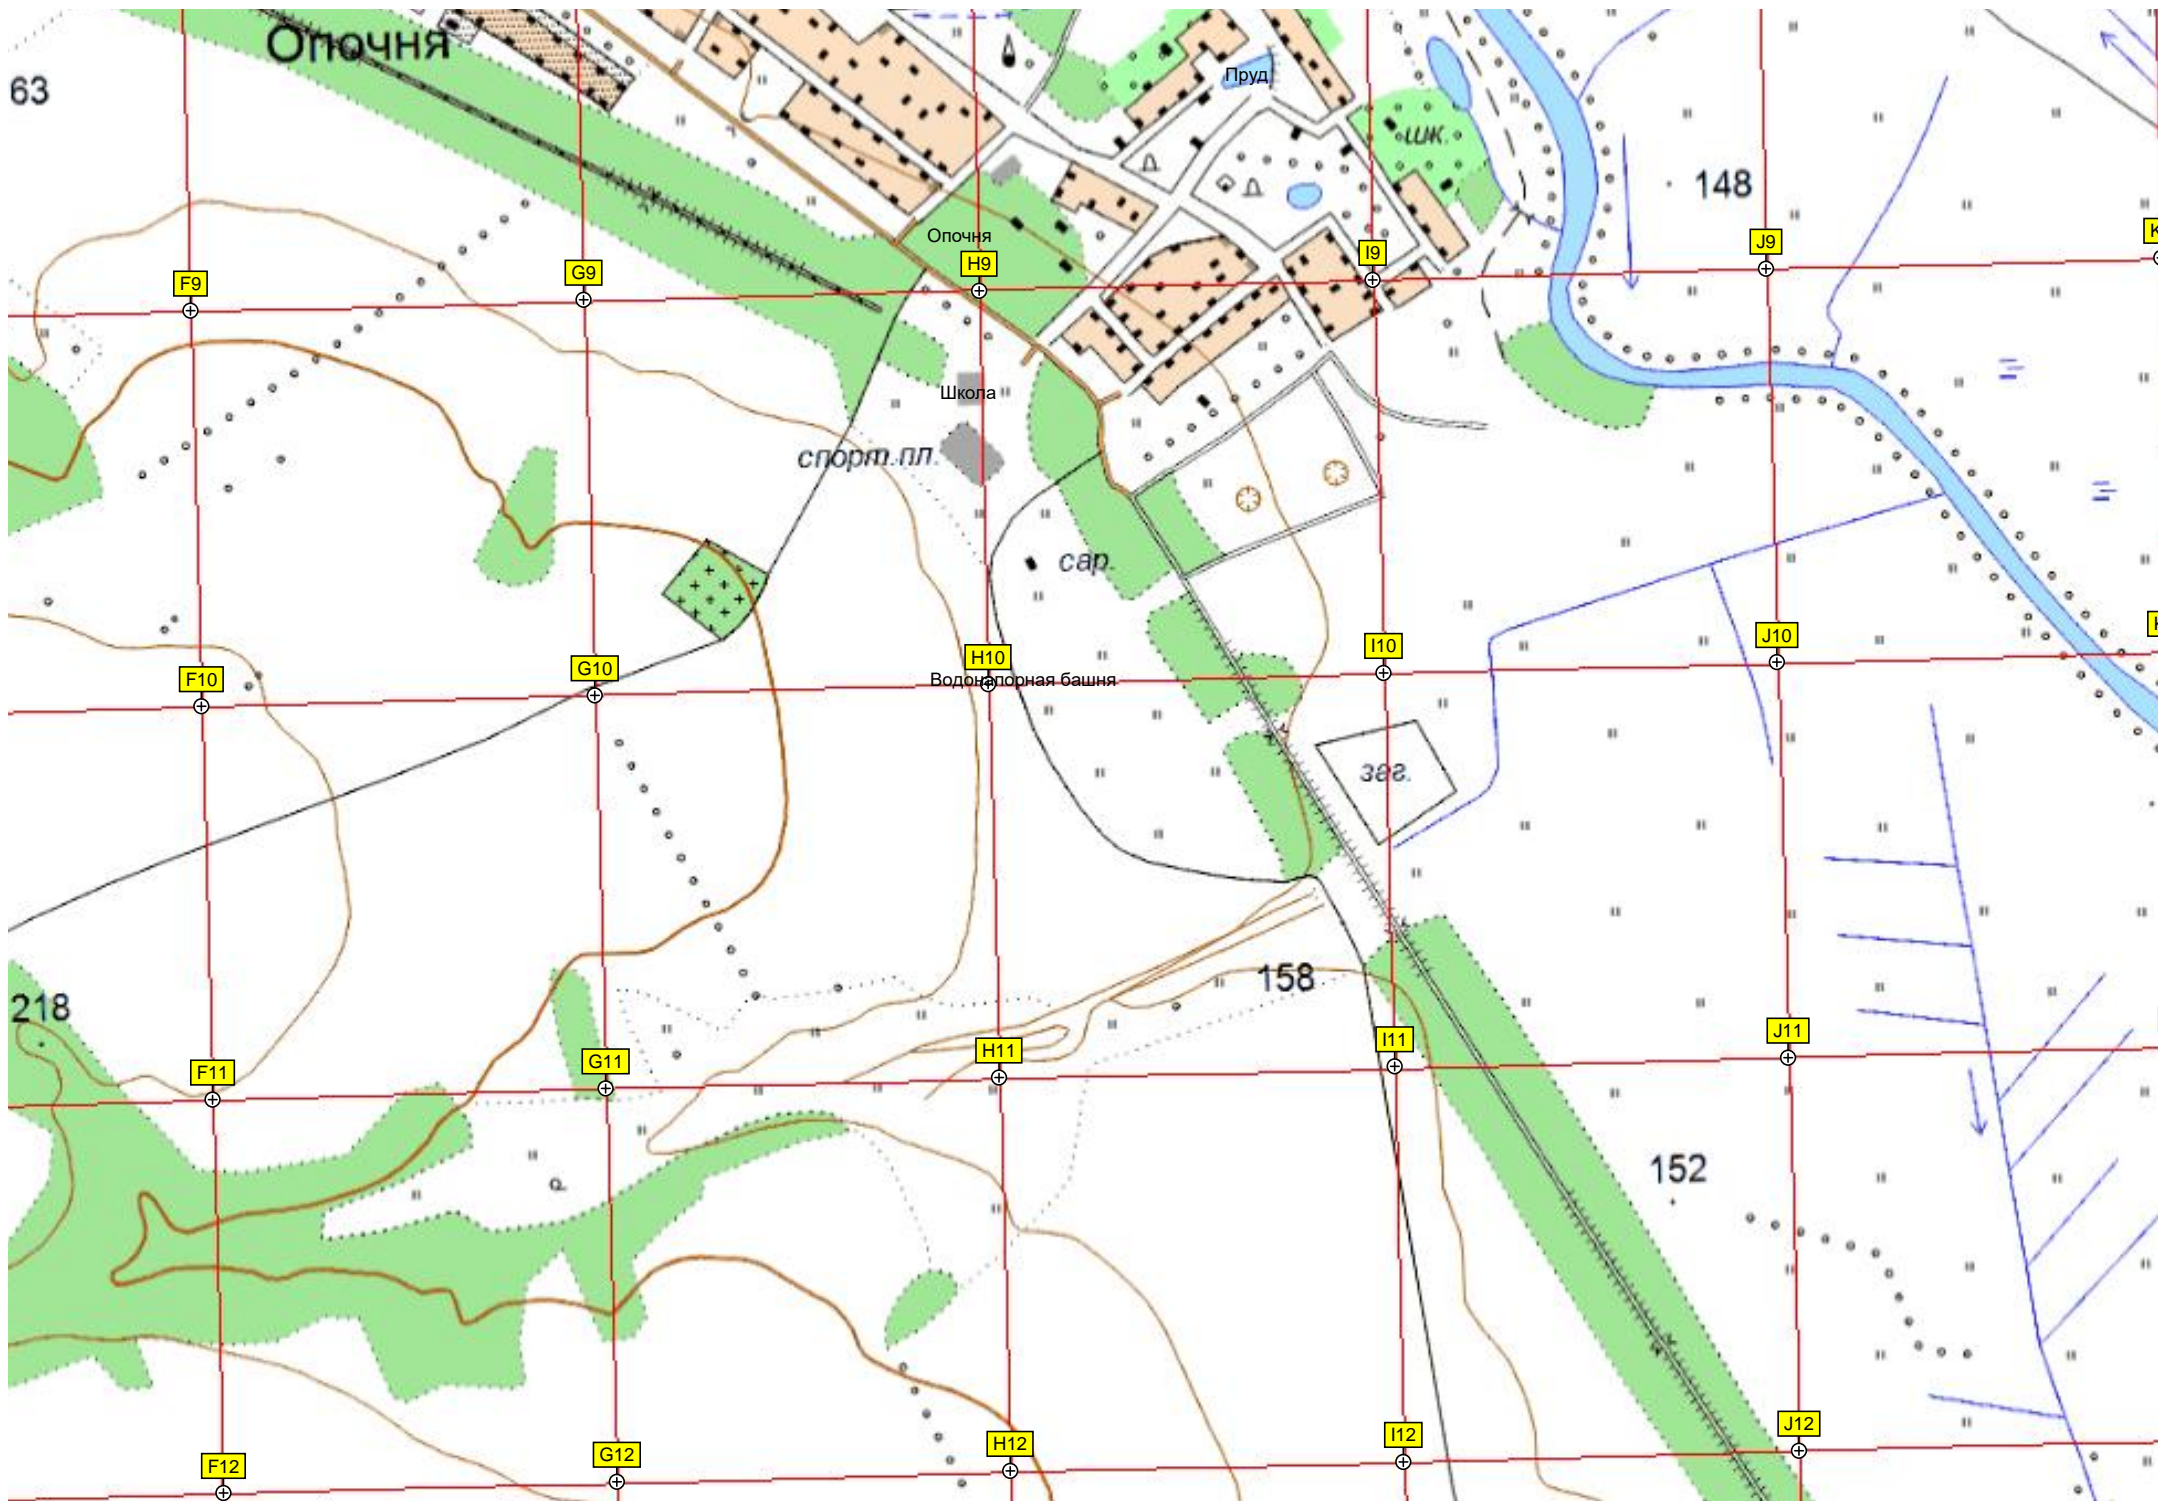 Опочня
63
Пруд
шк.
148
Опочня
F9
G9
H9
I9
J9
Школа
спорт.пл.
сар.
F10
G10
H10
I10
J10
Водонапорная башня
заг.
218
158
F11
G11
H11
I11
J11
152
F12
G12
H12
I12
J12